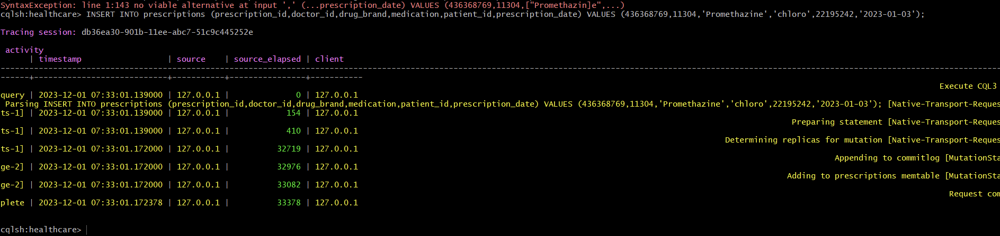 SyntaxException: line 1:143 no viable alternative at input ',' (...prescription_date) VALUES (436368769,11304,["Promethazin]e",...)
cqlsh:healthcare> INSERT INTO prescriptions (prescription_id,doctor_id,drug_brand,medication,patient_id,prescription_date) VALUES (436368769,11304,'Promethazine','chloro',22195242,'2023-01-03');
Tracing session: db36ea30-901b-11ee-abc7-51c9c445252e
activity
| timestamp | source | source_elapsed | client
------+----------------------------+-----------+----------------+-----------
Execute CQL3
query | 2023-12-01 07:33:01.139000 | 127.0.0.1 | 0 | 127.0.0.1
Parsing INSERT INTO prescriptions (prescription_id,doctor_id,drug_brand,medication,patient_id,prescription_date) VALUES (436368769,11304,'Promethazine','chloro',22195242,'2023-01-03'); [Native-Transport-Reques
ts-1] | 2023-12-01 07:33:01.139000 | 127.0.0.1 | 154 | 127.0.0.1
Preparing statement [Native-Transport-Reques
ts-1] | 2023-12-01 07:33:01.139000 | 127.0.0.1 | 410 | 127.0.0.1
Determining replicas for mutation [Native-Transport-Reques
ts-1] | 2023-12-01 07:33:01.172000 | 127.0.0.1 | 32719 | 127.0.0.1
Appending to commitlog [MutationSta
ge-2] | 2023-12-01 07:33:01.172000 | 127.0.0.1 | 32976 | 127.0.0.1
Adding to prescriptions memtable [MutationSta
ge-2] | 2023-12-01 07:33:01.172000 | 127.0.0.1 | 33082 | 127.0.0.1
Request com
plete | 2023-12-01 07:33:01.172378 | 127.0.0.1 | 33378 | 127.0.0.1
cqlsh:healthcare>